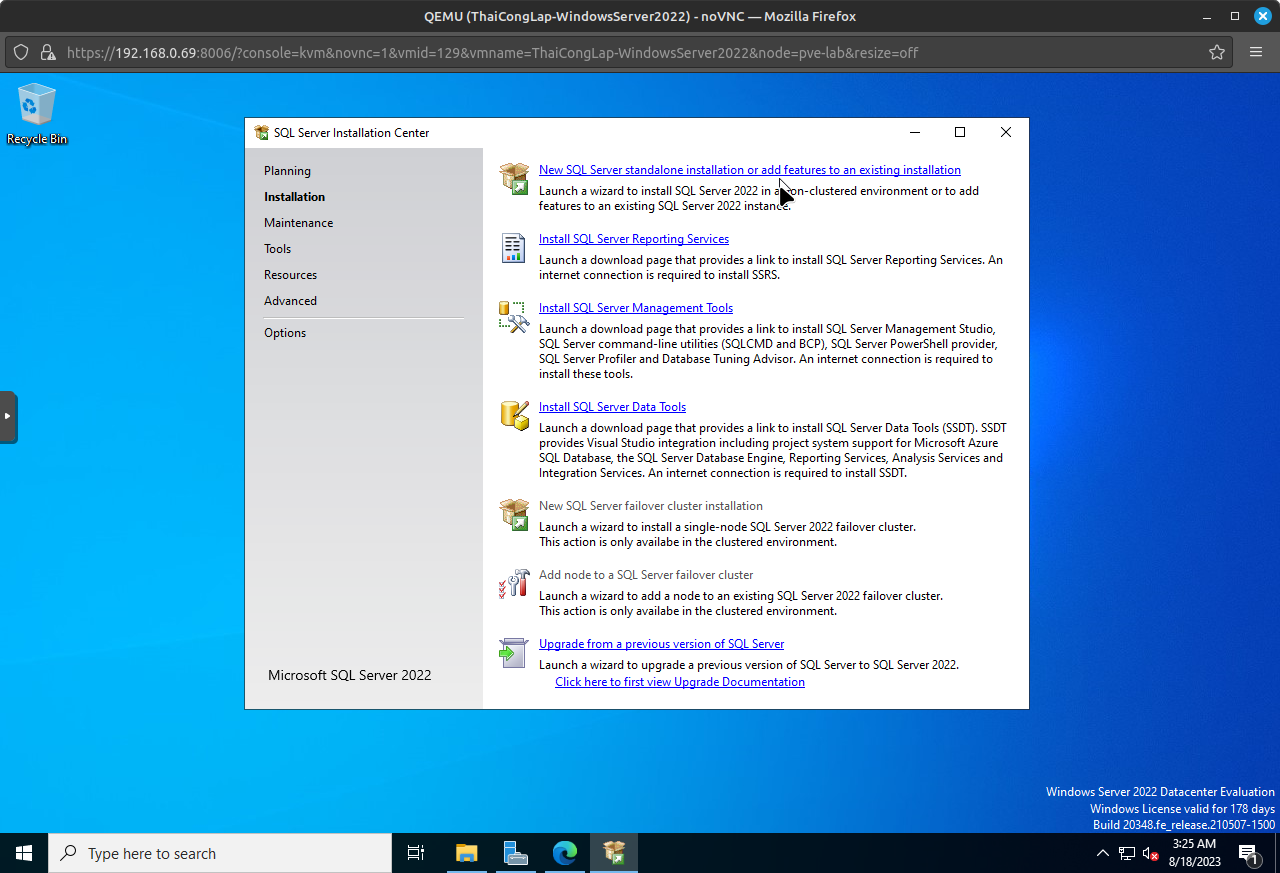 QEMU (ThaiCongLap-WindowsServer2022) - noVNC — Mozilla Firefox
https://192.168.0.69:8006/?console=kvm&novnc=1&vmid=129&vmname=ThaiCongLap-WindowsServer2022&node=pve-lab&resize=off
Recycle Bin
SQL Server Installation Center
Planning
Installation
Maintenance
Tools
Resources
Advanced
Options
Microsoft SQL Server 2022
New SQL Server standalone installation or add features to an existing installation
Launch a wizard to install SQL Server 2022 in a non-clustered environment or to add
features to an existing SQL Server 2022 instance.
Install SQL Server Reporting Services
Launch a download page that provides a link to install SQL Server Reporting Services. An
internet connection is required to install SSRS.
Install SQL Server Management Tools
Launch a download page that provides a link to install SQL Server Management Studio,
SQL Server command-line utilities (SQLCMD and BCP), SQL Server PowerShell provider,
SQL Server Profiler and Database Tuning Advisor. An internet connection is required to
install these tools.
Install SQL Server Data Tools
Launch a download page that provides a link to install SQL Server Data Tools (SSDT). SSDT
provides Visual Studio integration including project system support for Microsoft Azure
SQL Database, the SQL Server Database Engine, Reporting Services, Analysis Services and
Integration Services. An internet connection is required to install SSDT.
New SQL Server failover cluster installation
Launch a wizard to install a single-node SQL Server 2022 failover cluster.
This action is only availabe in the clustered environment.
Add node to a SQL Server failover cluster
Launch a wizard to add a node to an existing SQL Server 2022 failover cluster.
This action is only availabe in the clustered environment.
Upgrade from a previous version of SQL Server
Launch a wizard to upgrade a previous version of SQL Server to SQL Server 2022.
Click here to first view Upgrade Documentation
Windows Server 2022 Datacenter Evaluation
Windows License valid for 178 days
Build 20348.fe_release.210507-1500
Type here to search
3:25 AM
8/18/2023
1